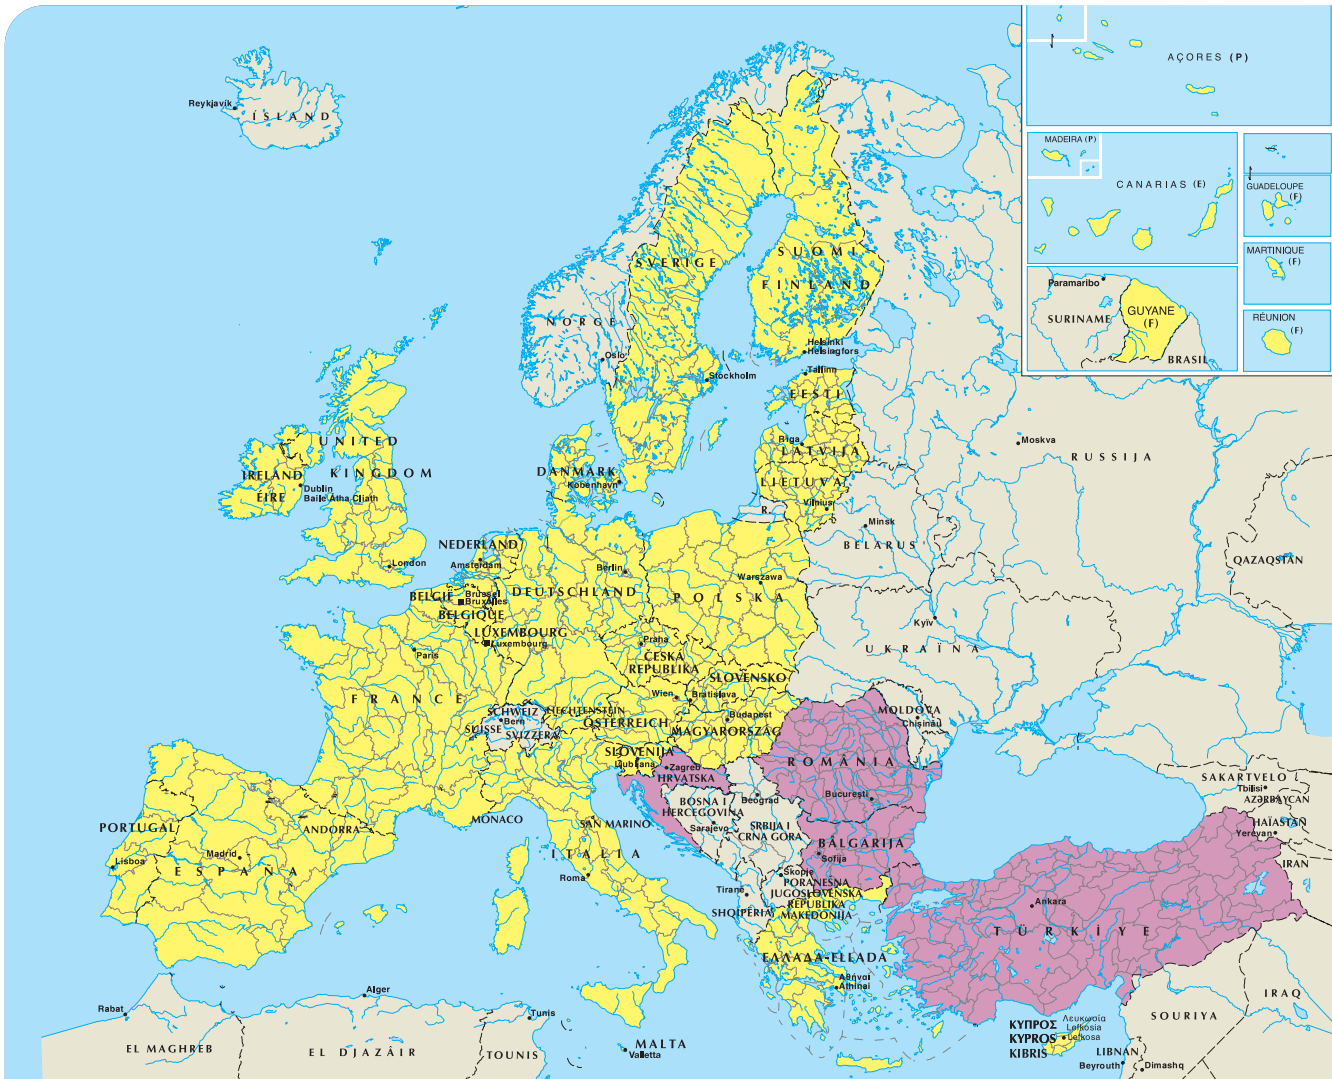 AÇORES (P)
MADEIRA (P)
CANARIAS (E)
GUADELOUPE
(F)
MARTINIQUE
(F)
RÉUNION
(F)
Paramaribo
SURINAME
GUYANE
(F)
BRASIL
Reykjavík
ÍSLAND
SVERIGE
SUOMI
FINLAND
NORGE
Oslo
Helsinki
Helsingfors
Stockholm
Tallinn
EESTI
Rīga
LATVIJA
LIETUVA
Vilnius
R.
Moskva
RUSSIJA
UNITED
KINGDOM
IRELAND
ÉIRE
Dublin
Baile Átha Cliath
London
DANMARK
København
Minsk
BELARUS
QAZAQSTAN
NEDERLAND
Amsterdam
Berlin
DEUTSCHLAND
Warszawa
POLSKA
BELGIË
Brussel
Bruxelles
BELGIQUE
LUXEMBOURG
Luxembourg
Kyïv
UKRAÏNA
Paris
FRANCE
Praha
ČESKÁ
REPUBLIKA
SLOVENSKO
Wien
Bratislava
Budapest
MAGYARORSZÁG
SCHWEIZ
Bern
SUISSE
SVIZZERA
LIECHTENSTEIN
ÖSTERREICH
MOLDOVA
Chişinău
SLOVENIJA
Ljubljana
Zagreb
HRVATSKA
ROMÂNIA
Bucureşti
BOSNA I
HERCEGOVINA
Sarajevo
Beograd
SRBIJA I
CRNA GORA
BÂLGARIJA
Sofija
SAKARTVELO
Tbilisi
AZƏRBAYCAN
HAÏASTAN
Yerevan
IRAN
PORTUGAL
Lisboa
Madrid
ESPAÑA
ANDORRA
MONACO
SAN MARINO
ITALIA
Roma
Tiranë
SHQIPËRIA
Skopje
PORANEŠNA
JUGOSLOVENSKA
REPUBLIKA
MAKEDONIJA
ΕΛΛΑΔΑ-ELLADA
Αθήναι
Athinai
Ankara
TÜRKİYE
Rabat
EL MAGHREB
Alger
EL DJAZÂIR
Tunis
TOUNIS
MALTA
Valletta
ΚΥΠΡΟΣ
KYPROS
KIBRIS
Λευκωσία
Lefkosia
Lefkosa
SOURIYA
IRAQ
LIBNAN
Beyrouth
Dimashq